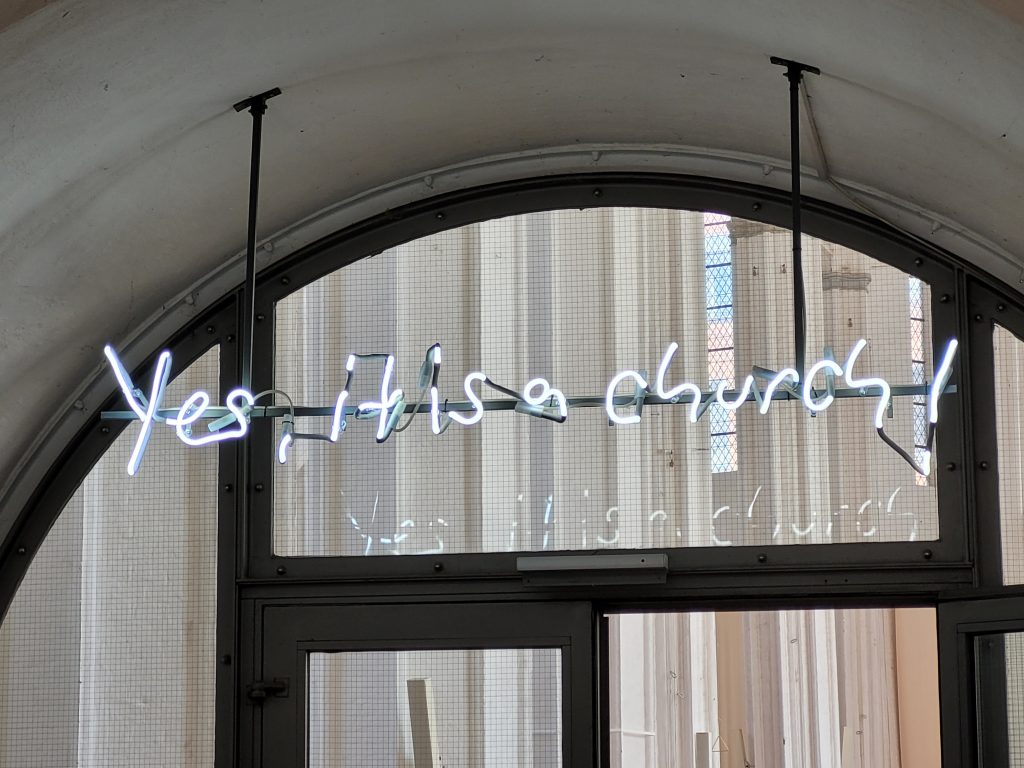 Yes, it is a church!